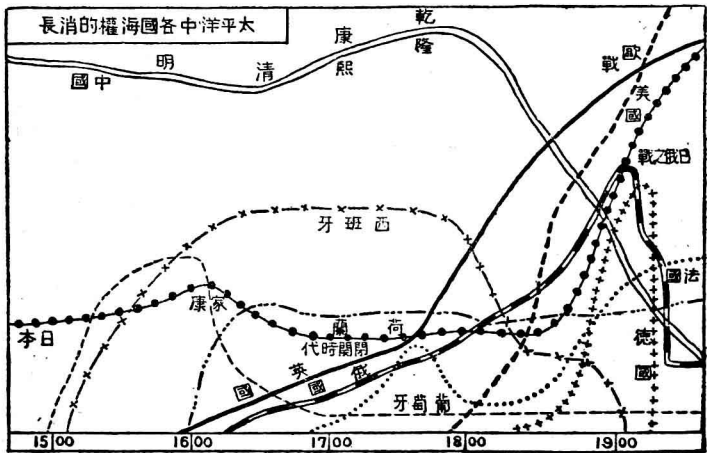 太平洋中各國海權的消長
乾隆
康熙
清
明
中國
歐戰
美國
日俄之戰
西班牙
法國
家康
荷蘭
日本
閉關時代
德國
英國
俄國
葡萄牙
1500 1600 1700 1800 1900